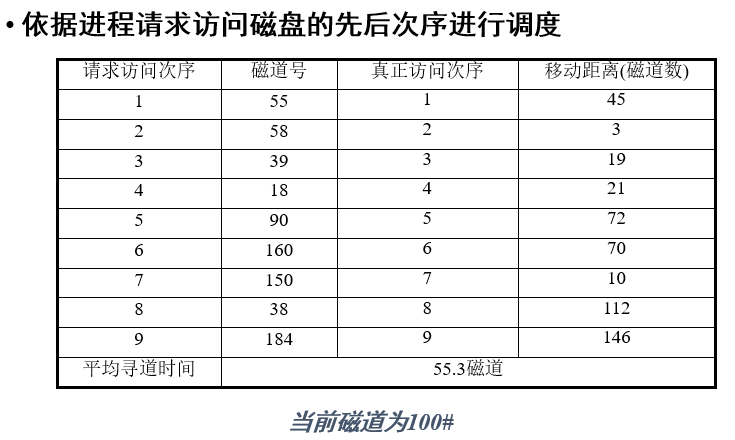 • 依据进程请求访问磁盘的先后次序进行调度
请求访问次序 磁道号 真正访问次序 移动距离(磁道数)
1 55 1 45
2 58 2 3
3 39 3 19
4 18 4 21
5 90 5 72
6 160 6 70
7 150 7 10
8 38 8 112
9 184 9 146
平均寻道时间 55.3磁道
当前磁道为100#